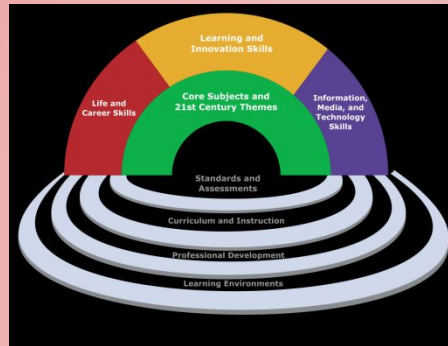 Learning and
Innovation Skills
Life and
Career Skills
Core Subjects and
21st Century Themes
Information,
Media, and
Technology
Skills
Standards and
Assessments
Curriculum and Instruction
Professional Development
Learning Environments